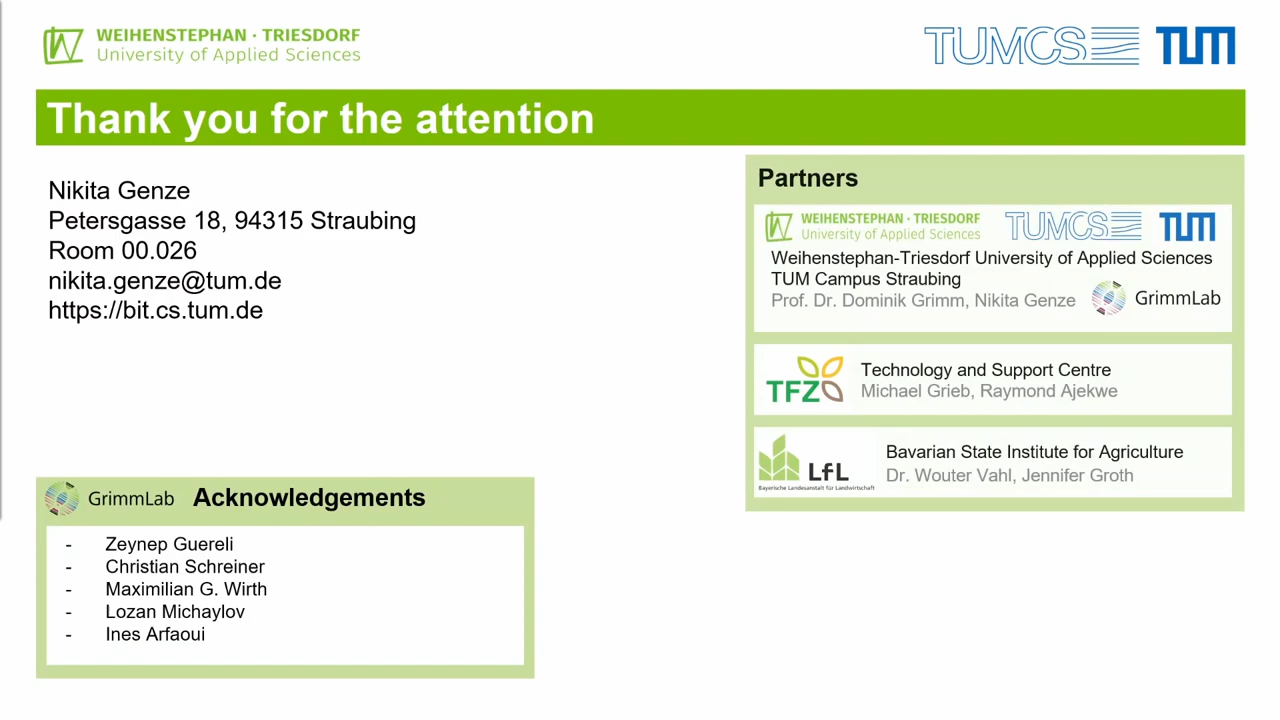 WEIHENSTEPHAN · TRIESDORF
University of Applied Sciences
TUMCS TUM
Thank you for the attention
Nikita Genze
Petersgasse 18, 94315 Straubing
Room 00.026
nikita.genze@tum.de
https://bit.cs.tum.de
Partners
WEIHENSTEPHAN · TRIESDORF
University of Applied Sciences
TUMCS TUM
Weihenstephan-Triesdorf University of Applied Sciences
TUM Campus Straubing
Prof. Dr. Dominik Grimm, Nikita Genze
GrimmLab
TFZ
Technology and Support Centre
Michael Grieb, Raymond Ajekwe
LfL
Bayerische Landesanstalt für Landwirtschaft
Bavarian State Institute for Agriculture
Dr. Wouter Vahl, Jennifer Groth
GrimmLab Acknowledgements
- Zeynep Guereli
- Christian Schreiner
- Maximilian G. Wirth
- Lozan Michaylov
- Ines Arfaoui